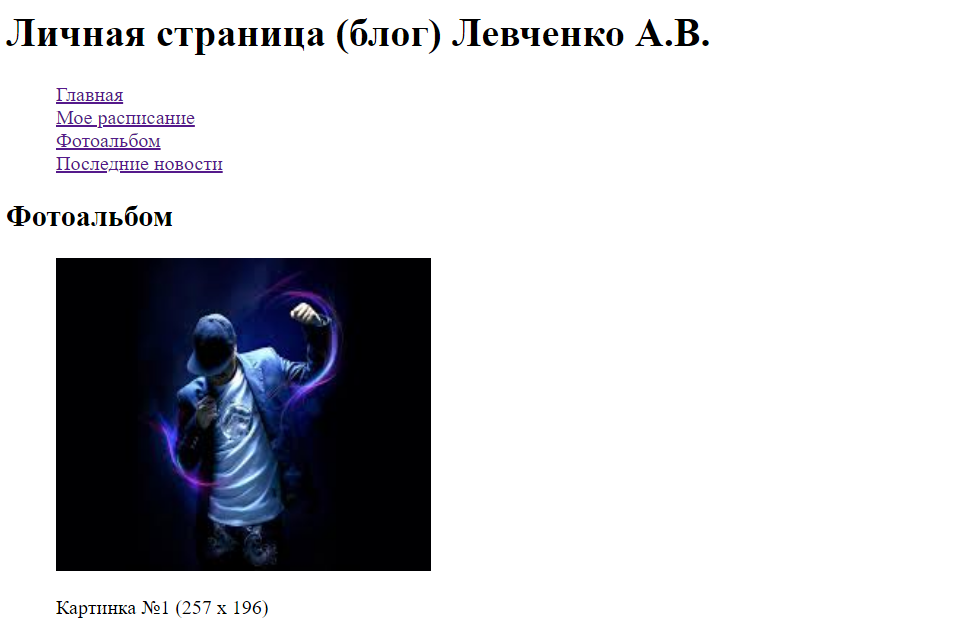 Личная страница (блог) Левченко А.В.
Главная
Мое расписание
Фотоальбом
Последние новости
Фотоальбом
Картинка №1 (257 x 196)